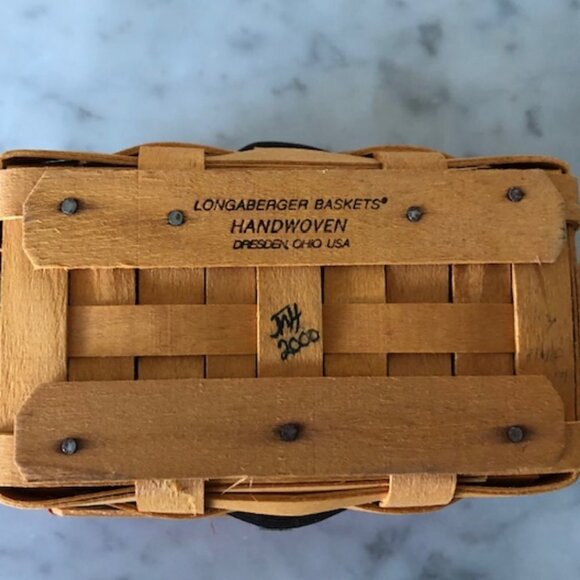 LONGABERGER BASKETS®
HANDWOVEN
DRESDEN, OHIO USA
JWH
2000